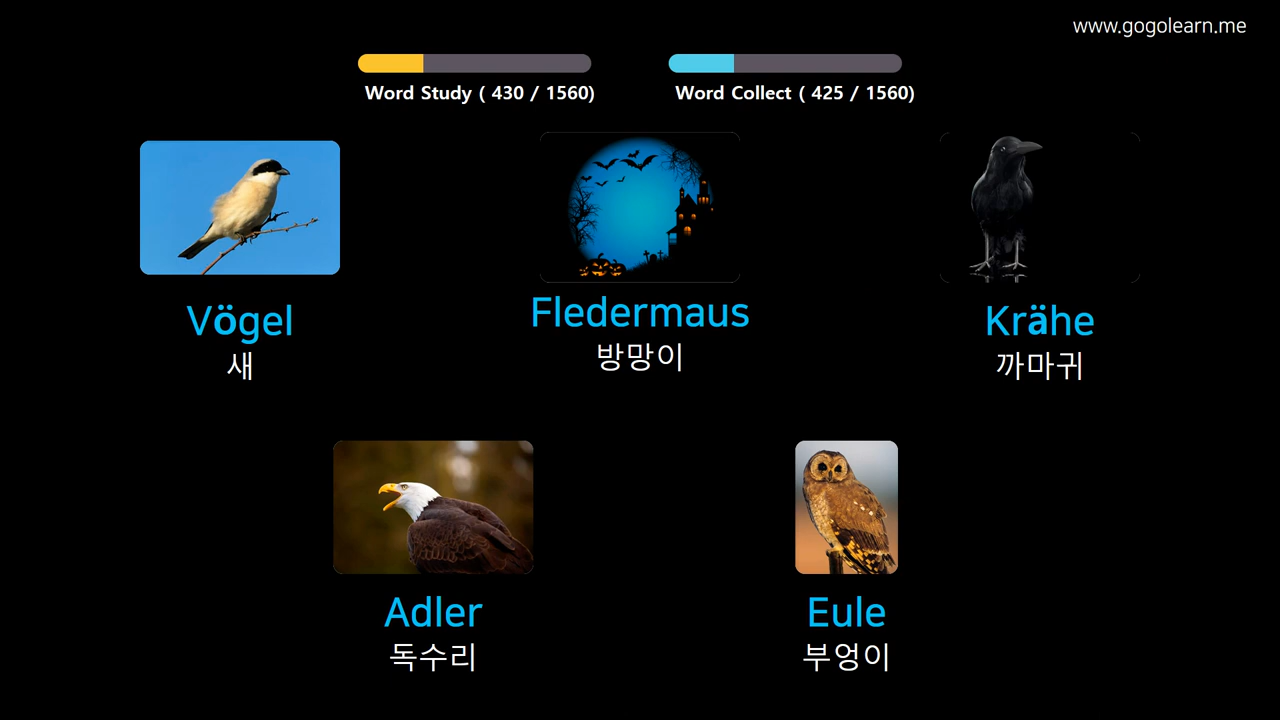 www.gogolearn.me
Word Study ( 430 / 1560)
Word Collect ( 425 / 1560)
Vögel
새
Fledermaus
방망이
Krähe
까마귀
Adler
독수리
Eule
부엉이